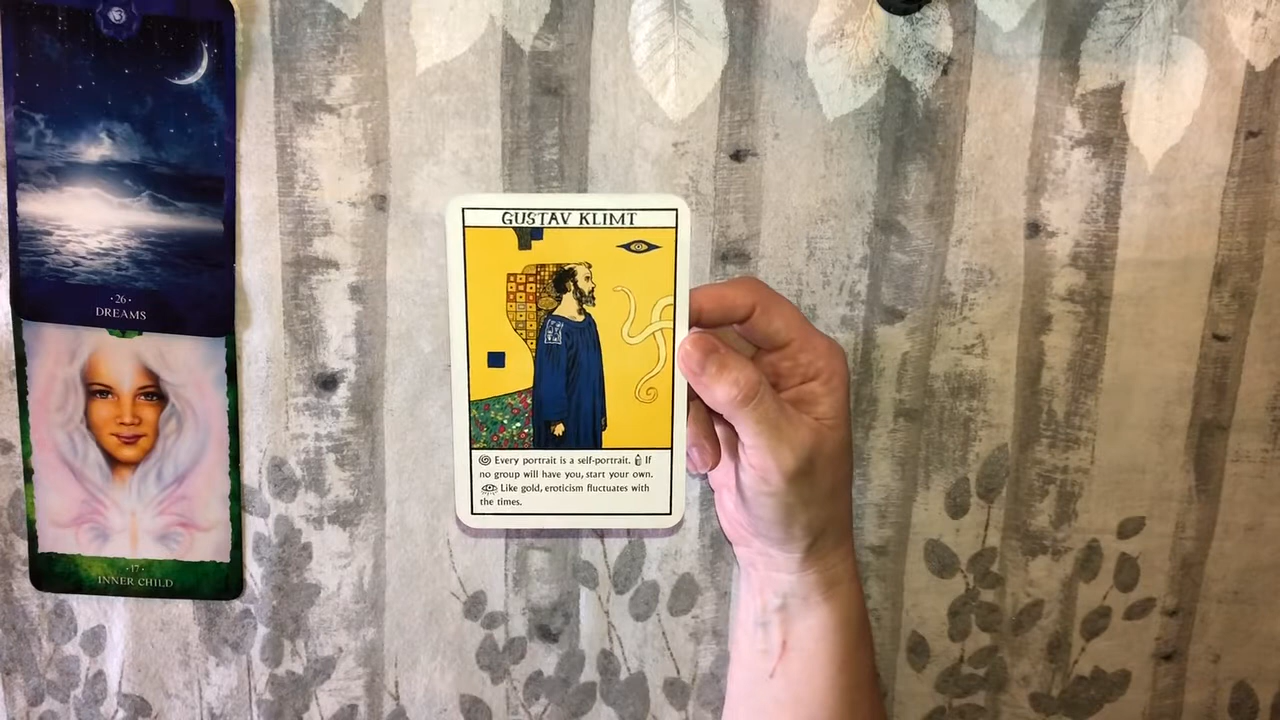 ·26·
DREAMS
·17·
INNER CHILD
GUSTAV KLIMT
Every portrait is a self-portrait. If
no group will have you, start your own.
Like gold, eroticism fluctuates with
the times.